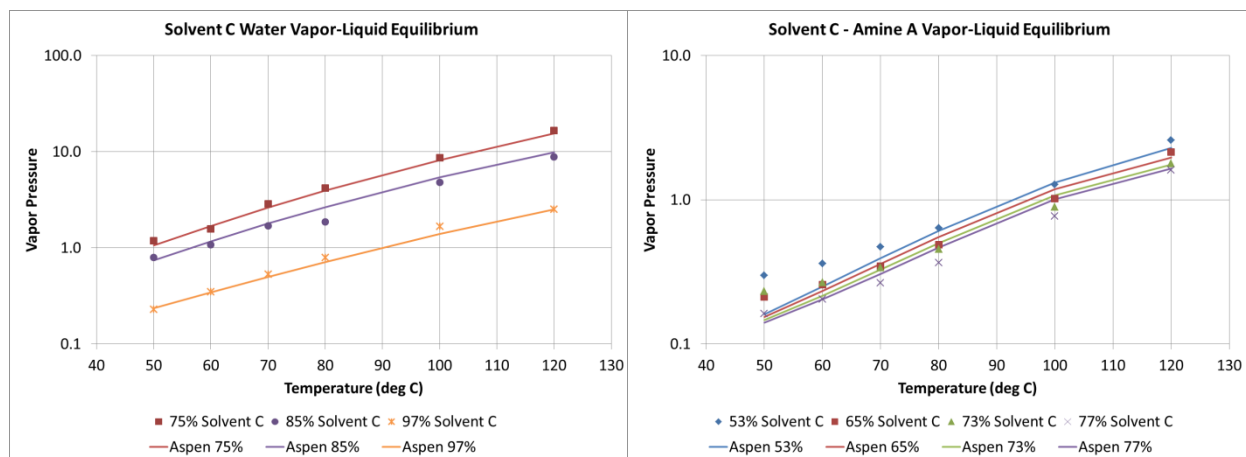 Solvent C Water Vapor-Liquid Equilibrium
100.0
10.0
1.0
0.1
Vapor Pressure
40 50 60 70 80 90 100 110 120 130
Temperature (deg C)
75% Solvent C 85% Solvent C 97% Solvent C
Aspen 75% Aspen 85% Aspen 97%
Solvent C - Amine A Vapor-Liquid Equilibrium
10.0
1.0
0.1
Vapor Pressure
40 50 60 70 80 90 100 110 120 130
Temperature (deg C)
53% Solvent C 65% Solvent C 73% Solvent C 77% Solvent C
Aspen 53% Aspen 65% Aspen 73% Aspen 77%